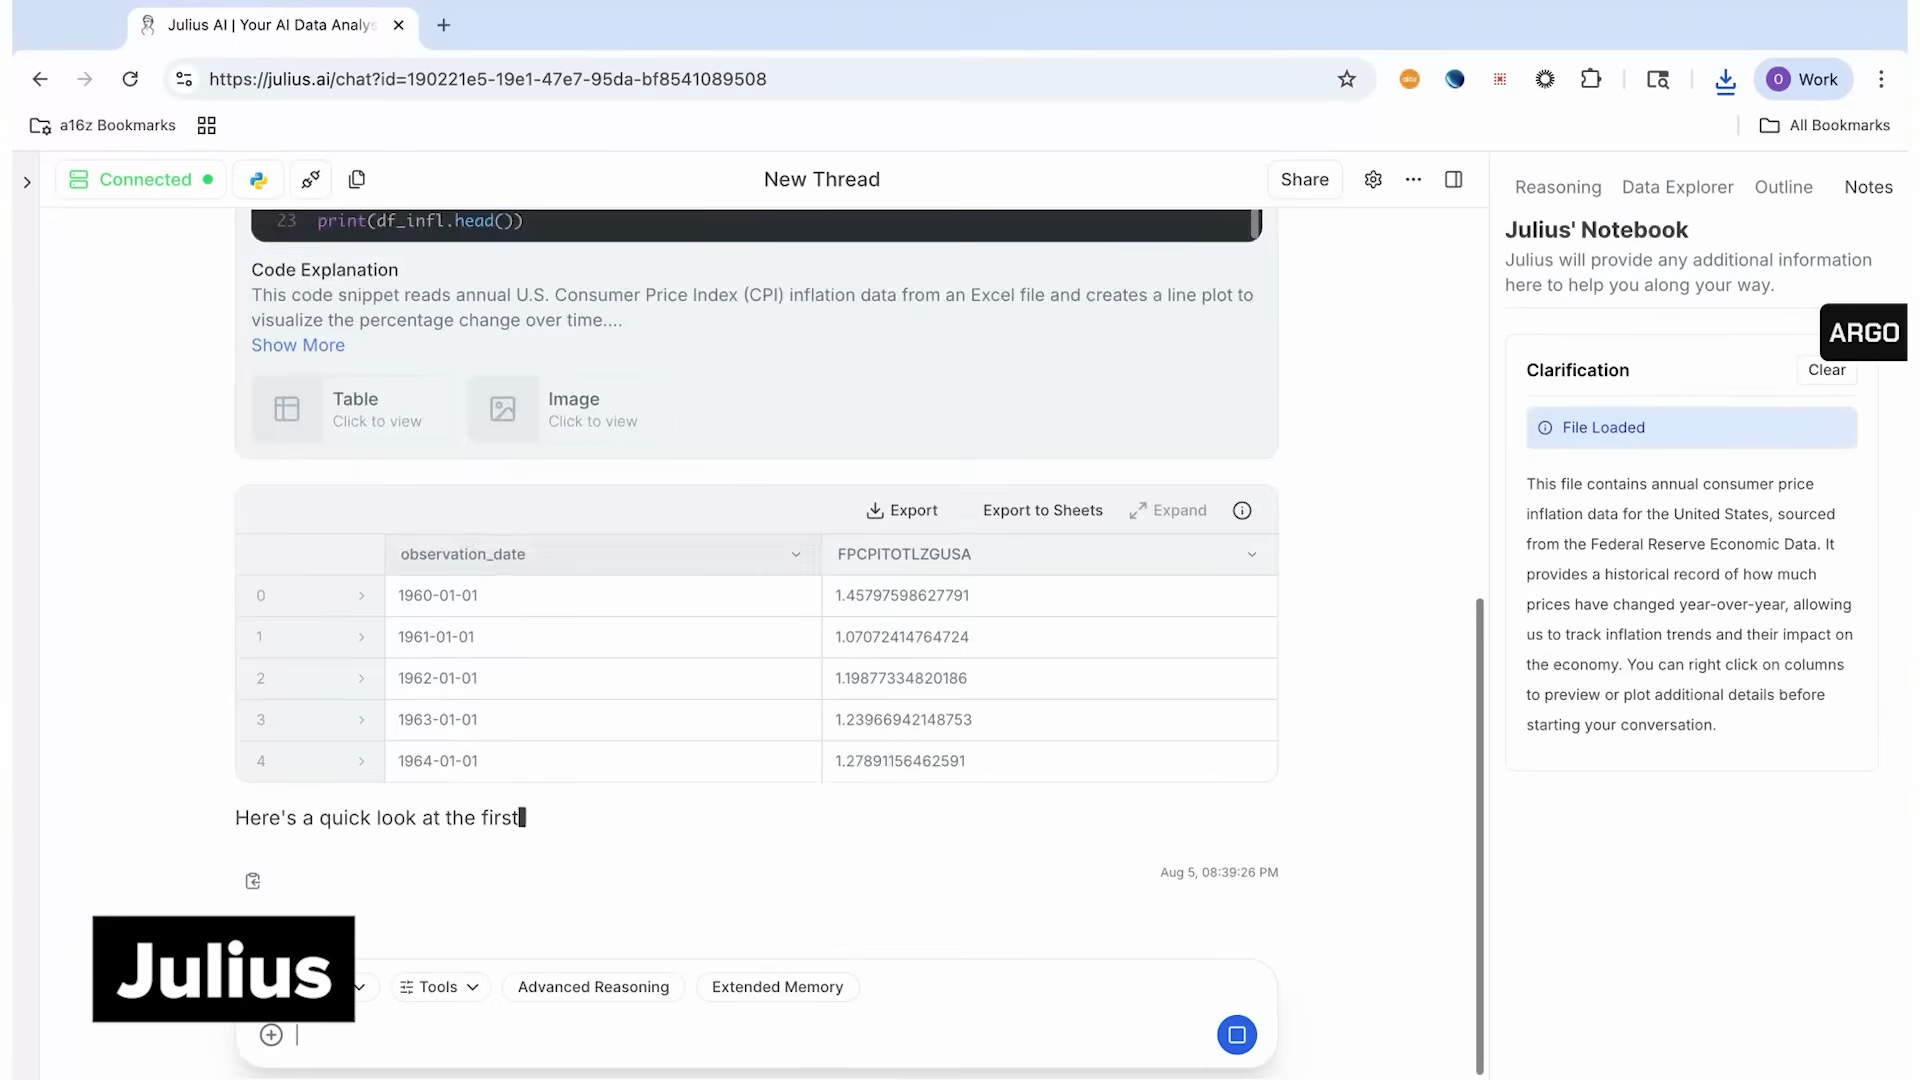 Julius AI | Your AI Data Analys
https://julius.ai/chat?id=190221e5-19e1-47e7-95da-bf8541089508
O Work
a16z Bookmarks
All Bookmarks
Connected
New Thread
Share
23 print(df_infl.head())
Code Explanation
This code snippet reads annual U.S. Consumer Price Index (CPI) inflation data from an Excel file and creates a line plot to
visualize the percentage change over time....
Show More
Table
Click to view
Image
Click to view
Export Export to Sheets Expand
observation_date FPCPITOTLZGUSA
0 1960-01-01 1.45797598627791
1 1961-01-01 1.07072414764724
2 1962-01-01 1.19877334820186
3 1963-01-01 1.23966942148753
4 1964-01-01 1.27891156462591
Here's a quick look at the first
Aug 5, 08:39:26 PM
Julius
Tools Advanced Reasoning Extended Memory
Reasoning Data Explorer Outline Notes
Julius' Notebook
Julius will provide any additional information
here to help you along your way.
ARGO
Clarification
Clear
File Loaded
This file contains annual consumer price
inflation data for the United States, sourced
from the Federal Reserve Economic Data. It
provides a historical record of how much
prices have changed year-over-year, allowing
us to track inflation trends and their impact on
the economy. You can right click on columns
to preview or plot additional details before
starting your conversation.